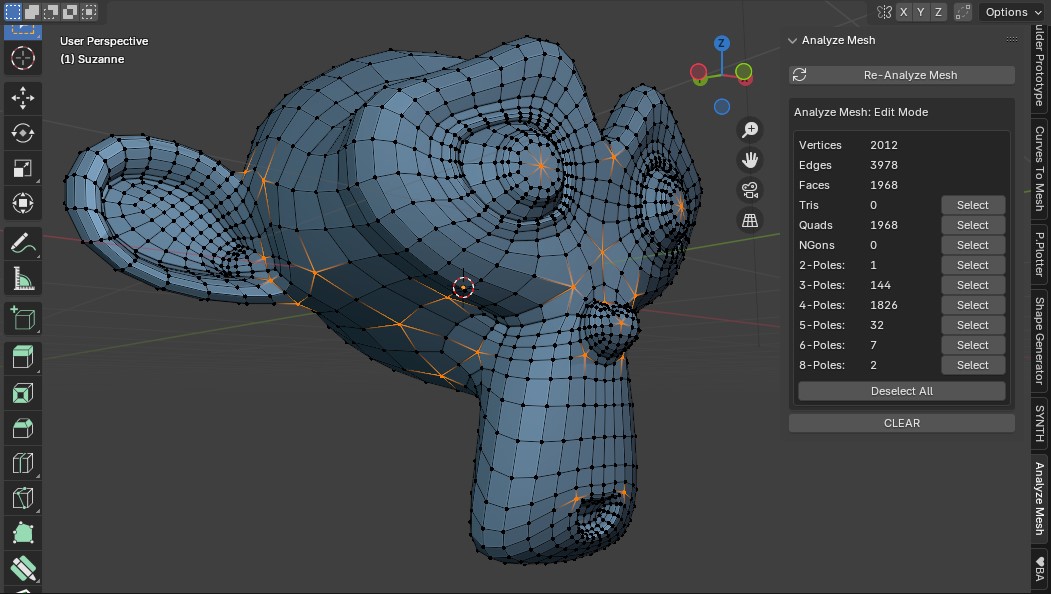 X Y Z Options
User Perspective
(1) Suzanne
Z
Analyze Mesh
Re-Analyze Mesh
Analyze Mesh: Edit Mode
Vertices 2012
Edges 3978
Faces 1968
Tris 0 Select
Quads 1968 Select
NGons 0 Select
2-Poles: 1 Select
3-Poles: 144 Select
4-Poles: 1826 Select
5-Poles: 32 Select
6-Poles: 7 Select
8-Poles: 2 Select
Deselect All
CLEAR
ulder Prototype
Curves To Mesh
P.Plotter
Shape Generator
SYNTH
Analyze Mesh
BA